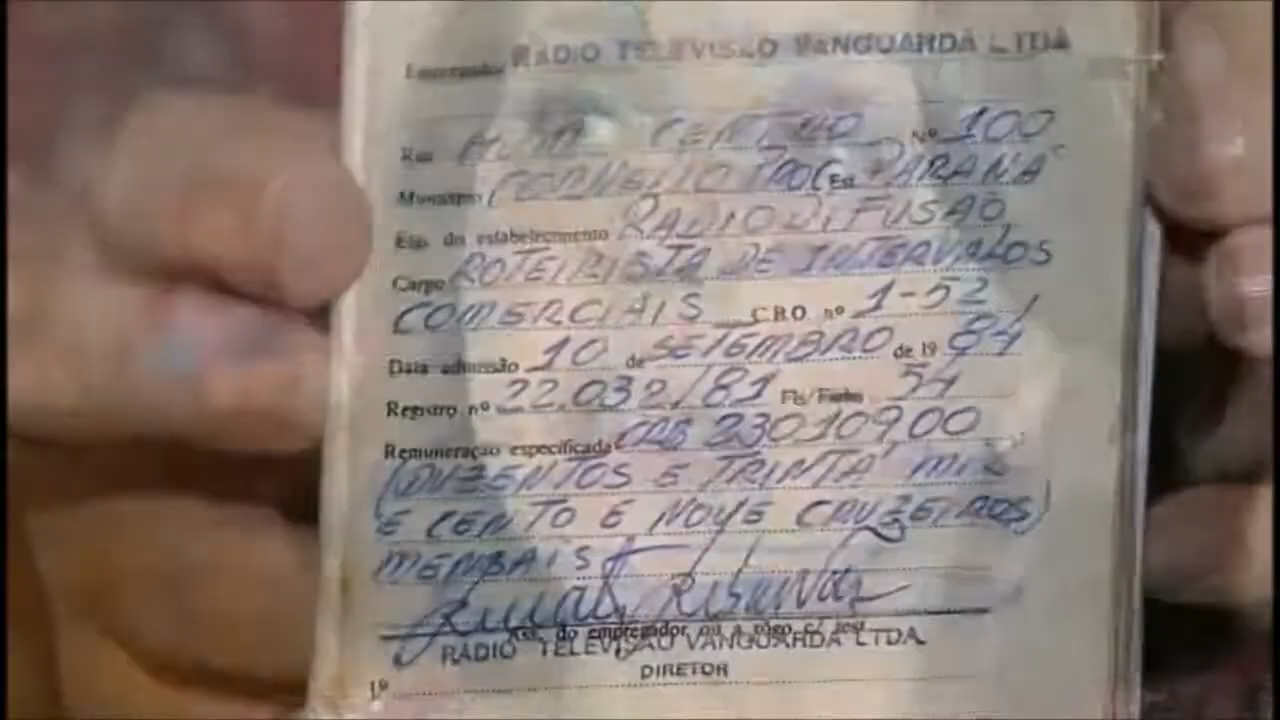 Empregador RADIO TELEVISÃO VANGUARDA LTDA
Rua CENTRO Nº 100
Município CORNELIO PROC Est. PARANÁ
Esp. do estabelecimento RADIODIFUSAO
Cargo ROTEIRISTA DE INTERVALOS
COMERCIAIS C.B.O. nº 1-52
Data admissão 10 de SETEMBRO de 19 84
Registro nº 22.032/81 Fls/Ficha 54
Remuneração especificada CR$ 230.109,00
(DUZENTOS E TRINTA MIL
E CENTO E NOVE CRUZEIROS)
MENSAIS
Ass. do empregador ou a rogo c/ test.
RADIO TELEVISÃO VANGUARDA LTDA.
DIRETOR
1º